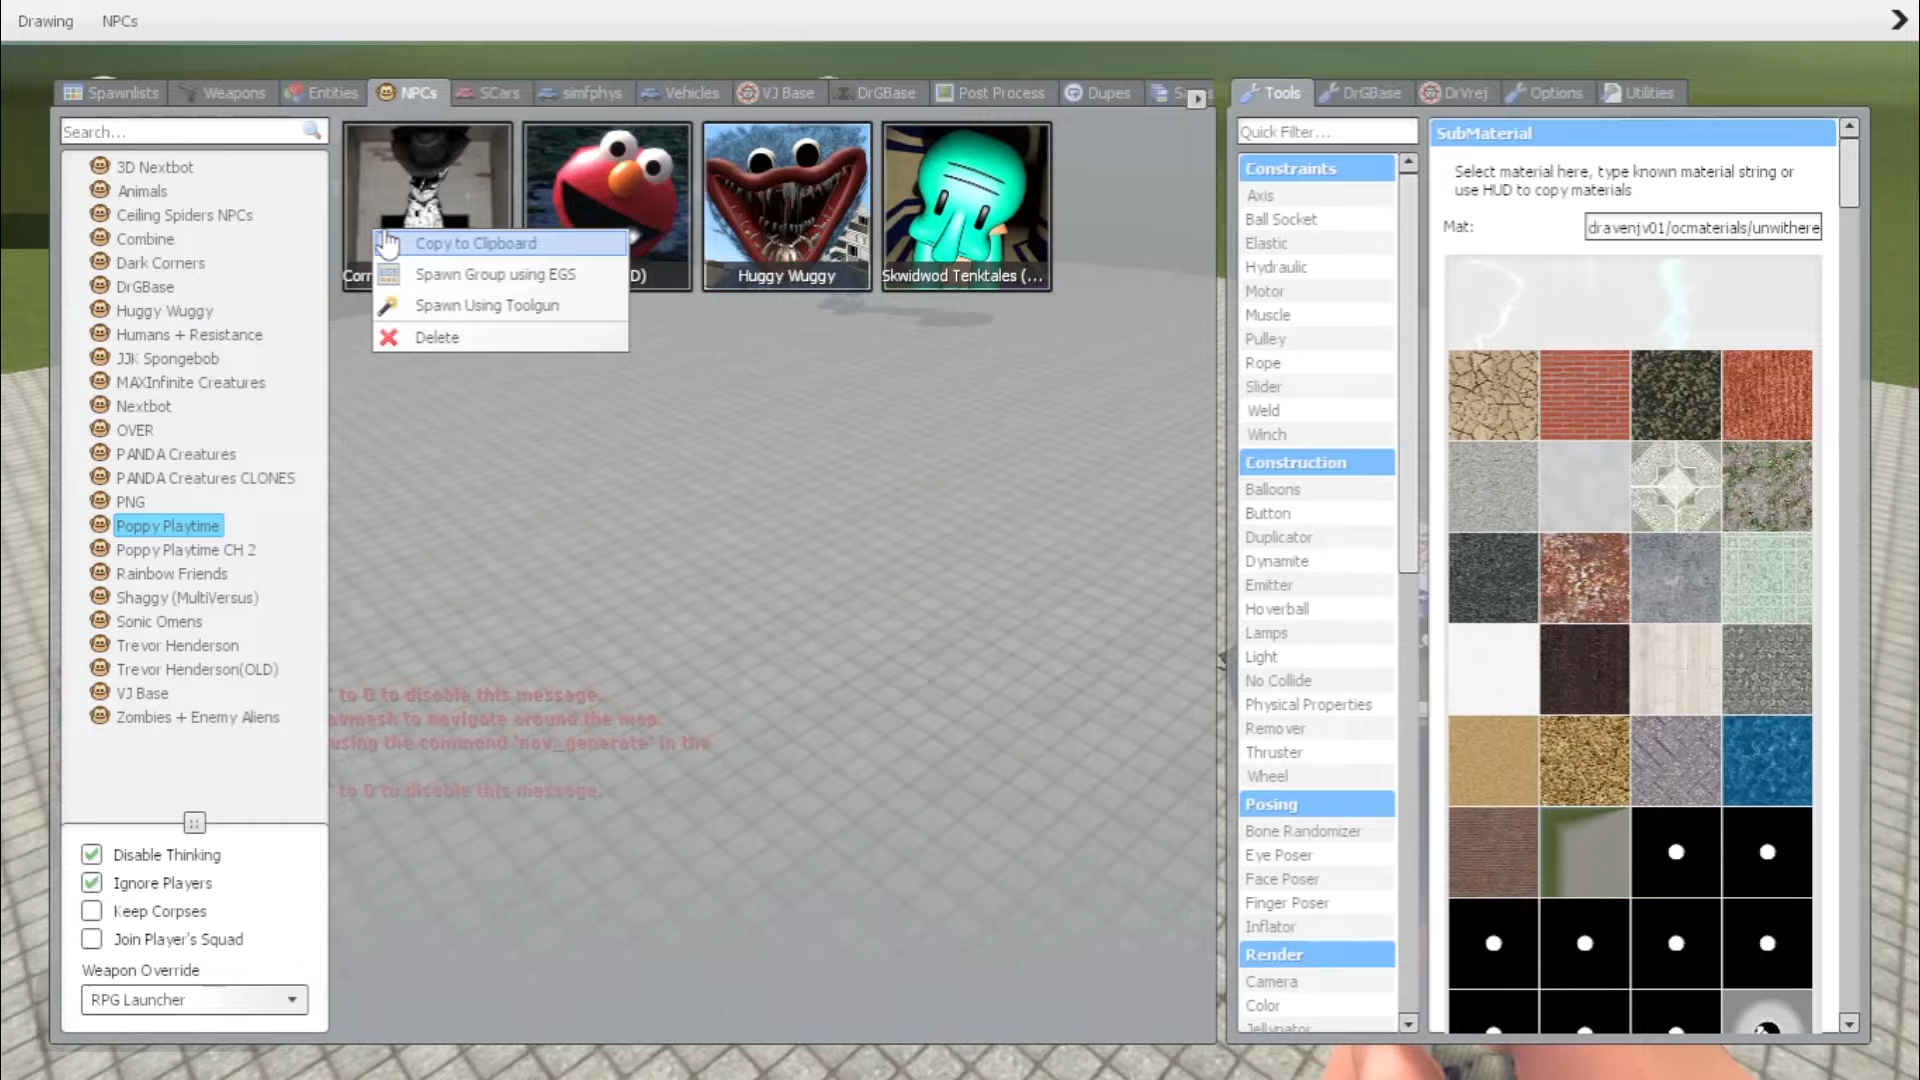 Drawing NPCs
Spawnlists Weapons Entities NPCs SCars simfphys Vehicles VJ Base DrGBase Post Process Dupes
Search...
3D Nextbot
Animals
Ceiling Spiders NPCs
Combine
Dark Corners
DrGBase
Huggy Wuggy
Humans + Resistance
JJK Spongebob
MAXInfinite Creatures
Nextbot
OVER
PANDA Creatures
PANDA Creatures CLONES
PNG
Poppy Playtime
Poppy Playtime CH 2
Rainbow Friends
Shaggy (MultiVersus)
Sonic Omens
Trevor Henderson
Trevor Henderson(OLD)
VJ Base
Zombies + Enemy Aliens
Disable Thinking
Ignore Players
Keep Corpses
Join Player's Squad
Weapon Override
RPG Launcher
D)
Huggy Wuggy
Skwidwod Tenktales (...
Copy to Clipboard
EGS
Spawn Group using EGS
Spawn Using Toolgun
Delete
to 0 to disable this message.
to navigate around the map.
using the command 'nav_generate' in the
to 0 to disable this message.
Tools DrGBase DrVrej Options Utilities
Quick Filter...
Constraints
Axis
Ball Socket
Elastic
Hydraulic
Motor
Muscle
Pulley
Rope
Slider
Weld
Winch
Construction
Balloons
Button
Duplicator
Dynamite
Emitter
Hoverball
Lamps
Light
No Collide
Physical Properties
Remover
Thruster
Wheel
Posing
Bone Randomizer
Eye Poser
Face Poser
Finger Poser
Inflator
Render
Camera
Color
SubMaterial
Select material here, type known material string or
use HUD to copy materials
Mat: dravenjv01/ocmaterials/unwithere